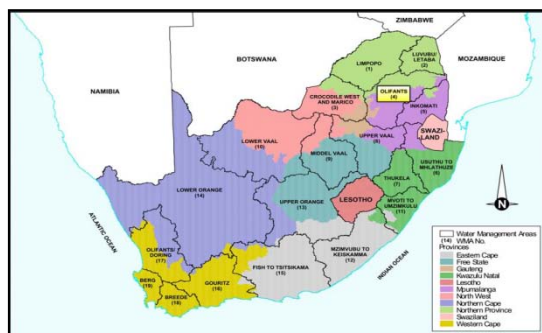 ZIMBABWE
BOTSWANA
MOZAMBIQUE
NAMIBIA
LIMPOPO
(1)
LUVUBU/
LETABA
(2)
CROCODILE WEST
AND MARICO
(3)
OLIFANTS
(4)
INKOMATI
(5)
SWAZI-
LAND
LOWER VAAL
(10)
UPPER VAAL
(8)
MIDDEL VAAL
(9)
USUTHU TO
MHLATHUZE
(6)
THUKELA
(7)
LOWER ORANGE
(14)
UPPER ORANGE
(13)
LESOTHO
MVOTI TO
UMZIMKULU
(11)
ATLANTIC OCEAN
OLIFANTS/
DORING
(17)
MZIMVUBU TO
KEISKAMMA
(12)
FISH TO TSITSIKAMA
(15)
INDIAN OCEAN
BERG
(19)
BREEDE
(18)
GOURITZ
(16)
N
Water Management Areas
(14) WMA No.
Provinces
Eastern Cape
Free State
Gauteng
Kwazulu Natal
Lesotho
Mpumalanga
North West
Northern Cape
Northern Province
Swaziland
Western Cape